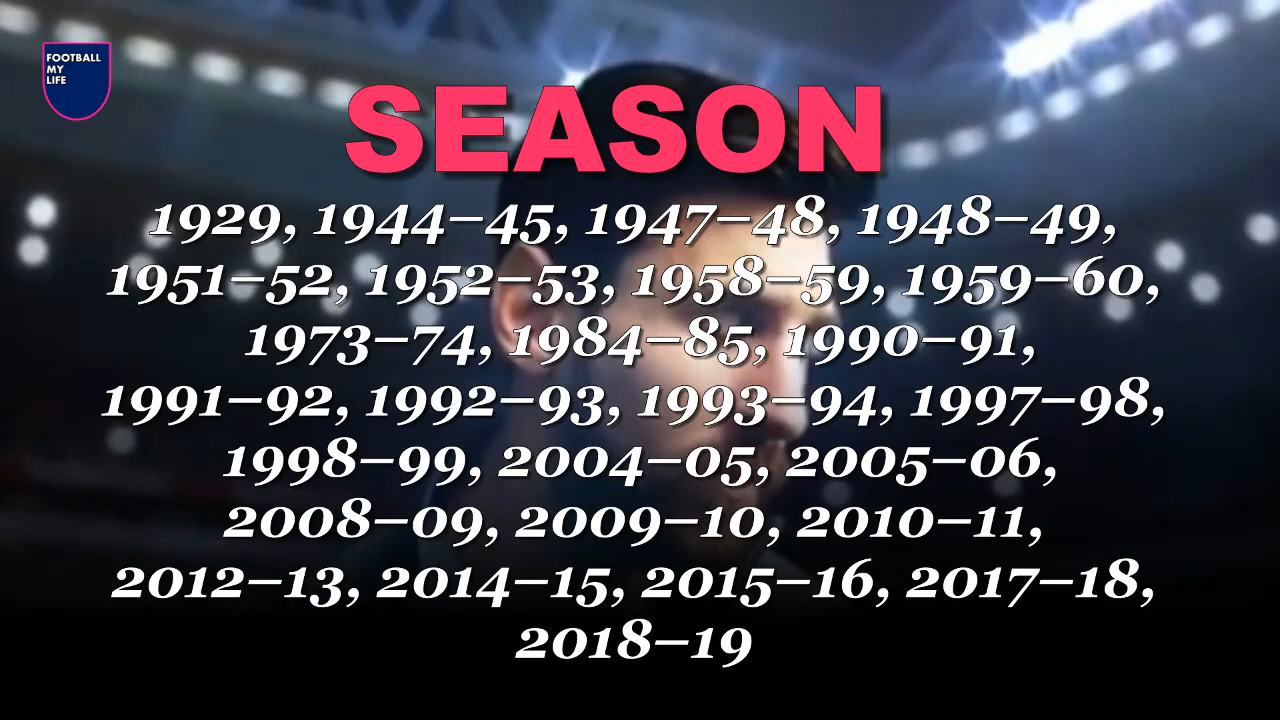 FOOTBALL
MY
LIFE
SEASON
1929, 1944–45, 1947–48, 1948–49,
1951–52, 1952–53, 1958–59, 1959–60,
1973–74, 1984–85, 1990–91,
1991–92, 1992–93, 1993–94, 1997–98,
1998–99, 2004–05, 2005–06,
2008–09, 2009–10, 2010–11,
2012–13, 2014–15, 2015–16, 2017–18,
2018–19